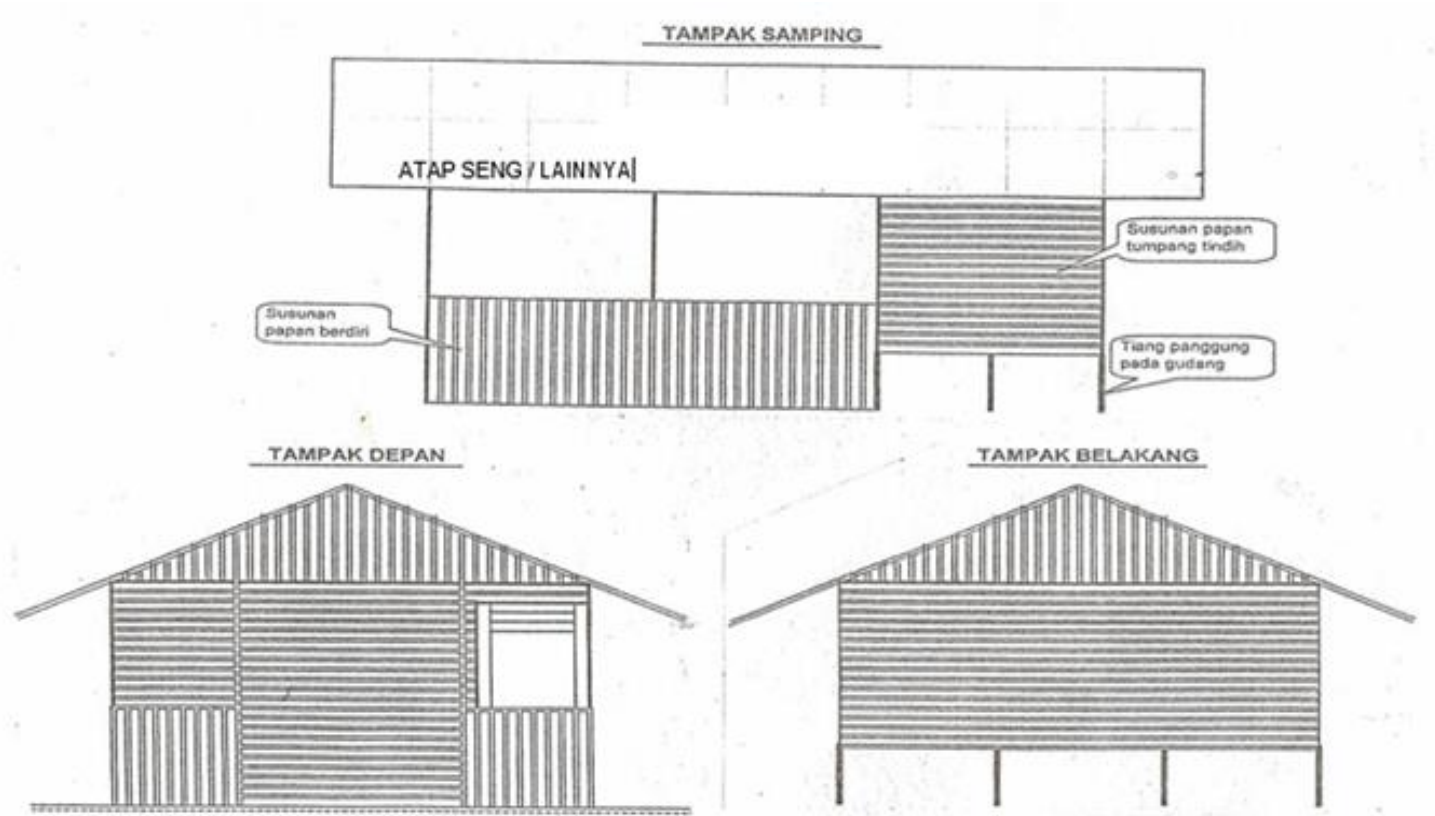 TAMPAK SAMPING
ATAP SENG / LAINNYA
Susunan papan
tumpang tindih
Susunan
papan berdiri
Tiang panggung
pada gudang
TAMPAK DEPAN
TAMPAK BELAKANG